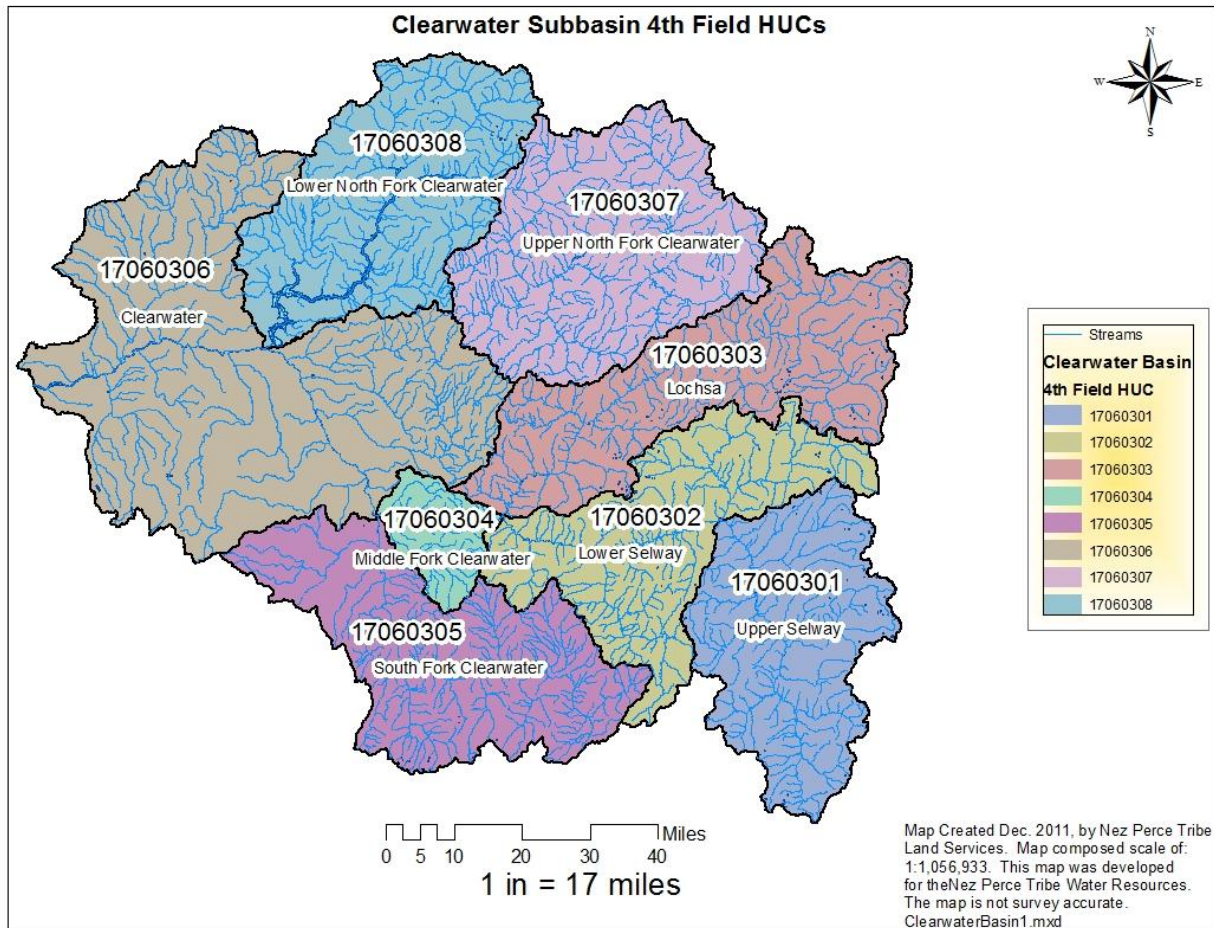 Clearwater Subbasin 4th Field HUCs
N
W
E
S
17060308
Lower North Fork Clearwater
17060307
Upper North Fork Clearwater
17060306
Clearwater
17060303
Lochsa
17060304
Middle Fork Clearwater
17060302
Lower Selway
17060301
Upper Selway
17060305
South Fork Clearwater
Streams
Clearwater Basin
4th Field HUC
17060301
17060302
17060303
17060304
17060305
17060306
17060307
17060308
Miles
0 5 10 20 30 40
1 in = 17 miles
Map Created Dec. 2011, by Nez Perce Tribe
Land Services. Map composed scale of:
1:1,056,933. This map was developed
for theNez Perce Tribe Water Resources.
The map is not survey accurate.
ClearwaterBasin1.mxd